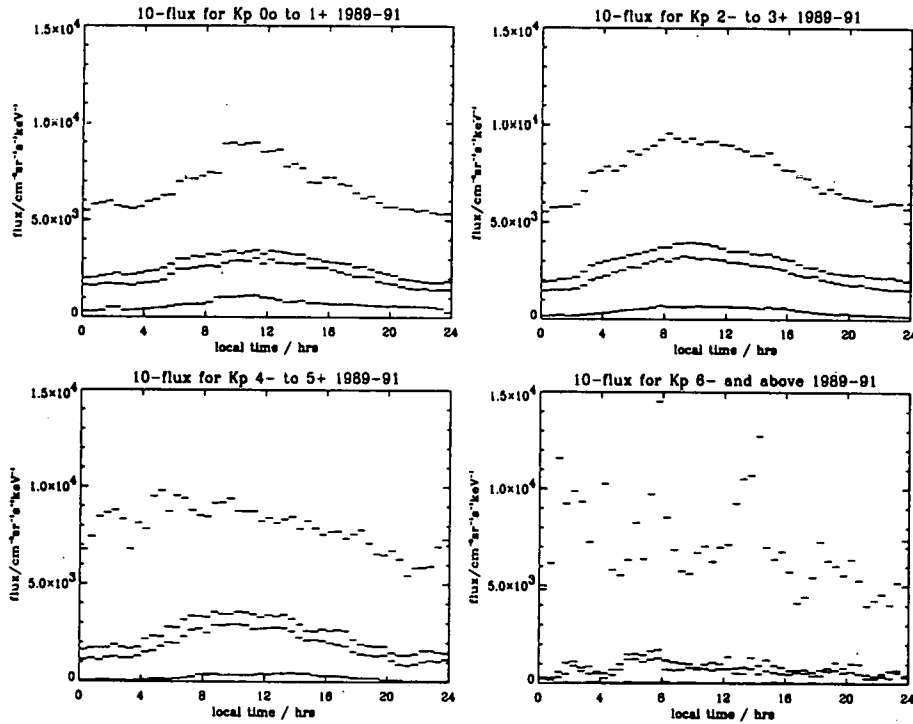 10-flux for Kp 0o to 1+ 1989-91
1.5×10⁴
1.0×10⁴
5.0×10³
0
flux/cm⁻²sr⁻¹s⁻¹keV⁻¹
0 4 8 12 16 20 24
local time / hrs
10-flux for Kp 2- to 3+ 1989-91
1.5×10⁴
1.0×10⁴
5.0×10³
0
flux/cm⁻²sr⁻¹s⁻¹keV⁻¹
0 4 8 12 16 20 24
local time / hrs
10-flux for Kp 4- to 5+ 1989-91
1.5×10⁴
1.0×10⁴
5.0×10³
0
flux/cm⁻²sr⁻¹s⁻¹keV⁻¹
0 4 8 12 16 20 24
local time / hrs
10-flux for Kp 6- and above 1989-91
1.5×10⁴
1.0×10⁴
5.0×10³
0
flux/cm⁻²sr⁻¹s⁻¹keV⁻¹
0 4 8 12 16 20 24
local time / hrs